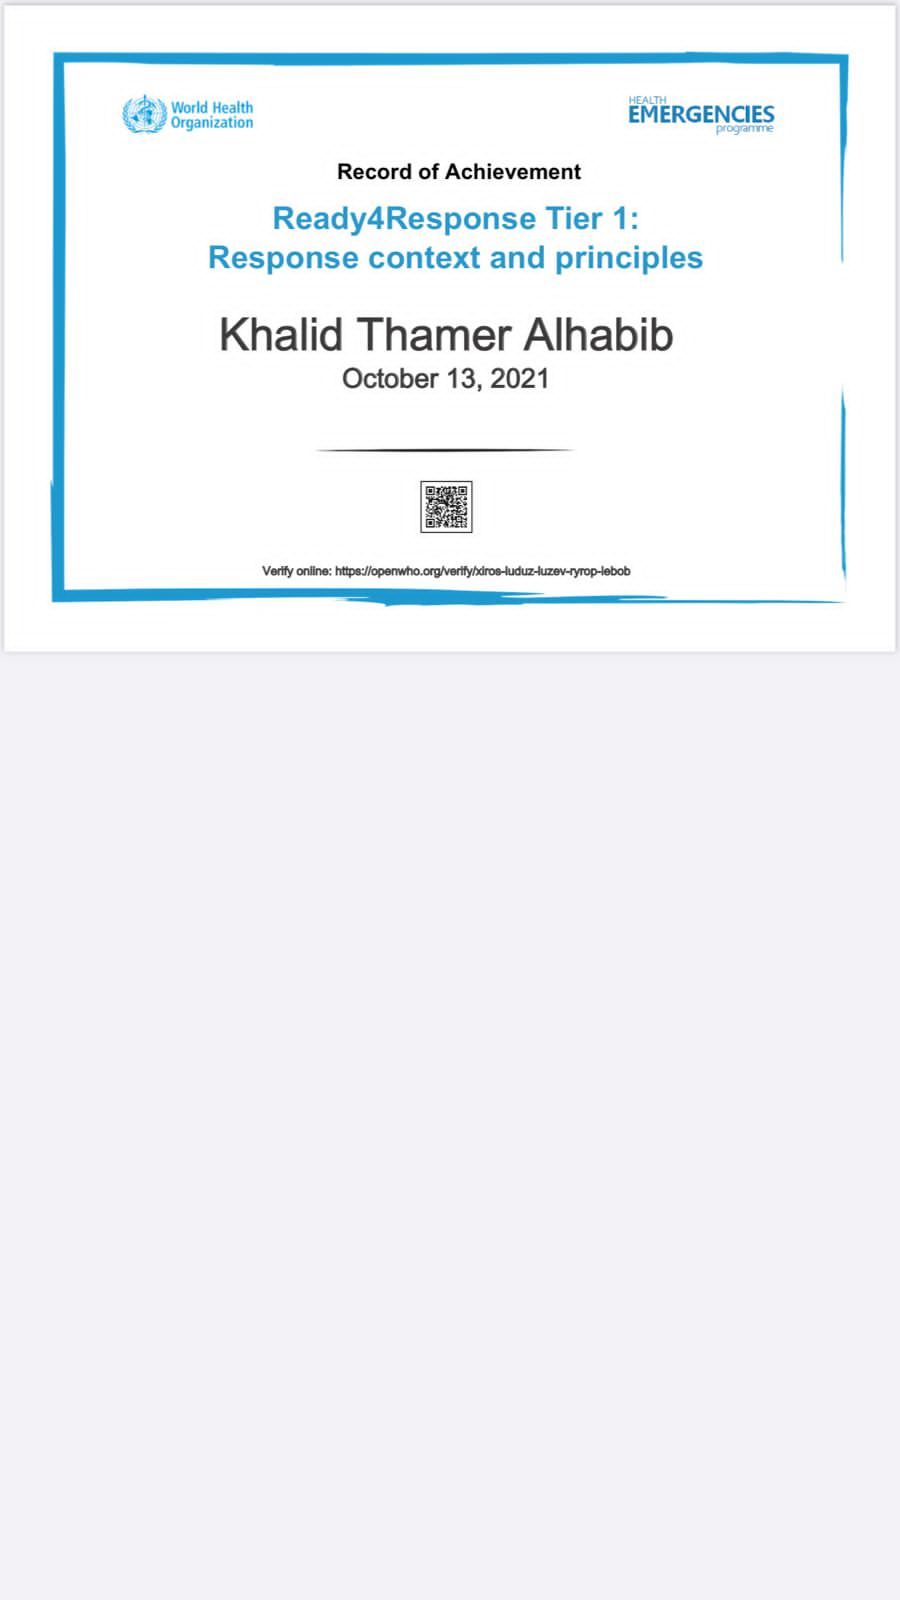 World Health
Organization
HEALTH
EMERGENCIES
programme
Record of Achievement
Ready4Response Tier 1:
Response context and principles
Khalid Thamer Alhabib
October 13, 2021
Verify online: https://openwho.org/verify/xiros-luduz-luzev-ryrop-lebob